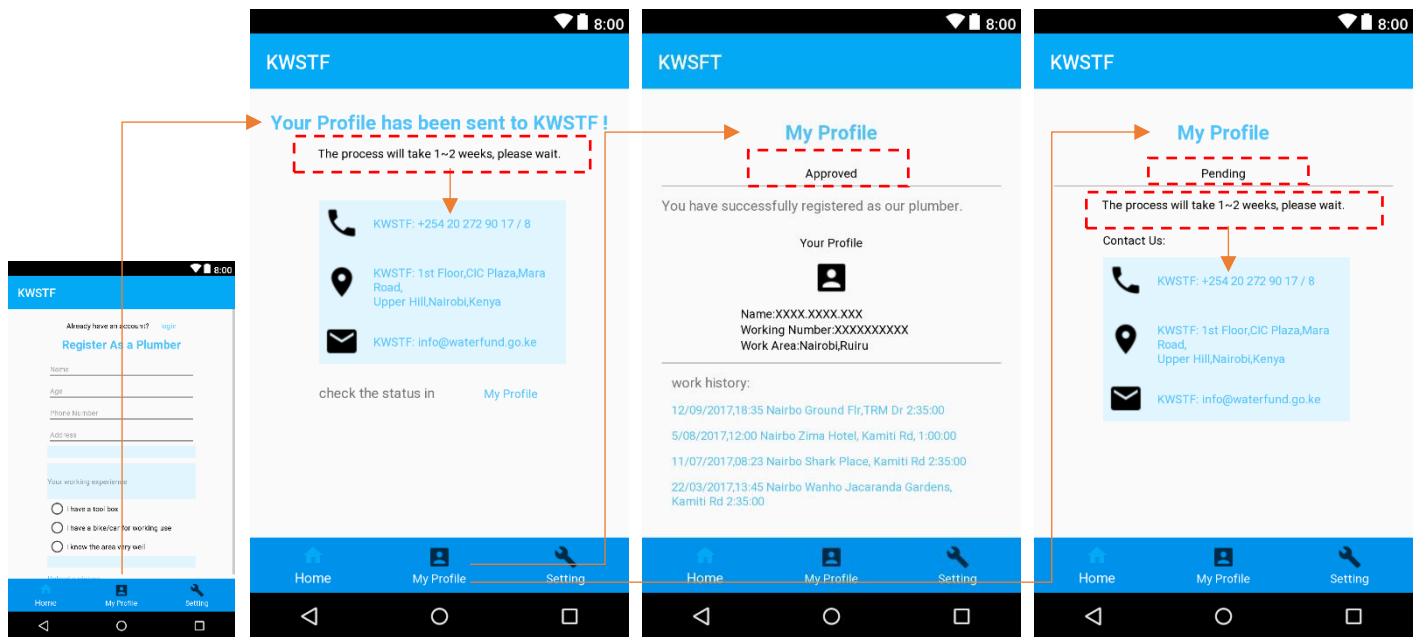 8:00
KWSTF
Already have an account? login
Register As a Plumber
Name
Age
Phone Number
Address
Your working experience
I have a tool box
I have a bike/car for working use
I know the area very well
Home
My Profile
Setting
8:00
KWSTF
Your Profile has been sent to KWSTF !
The process will take 1~2 weeks, please wait.
KWSTF: +254 20 272 90 17 / 8
KWSTF: 1st Floor,CIC Plaza,Mara
Road,
Upper Hill,Nairobi,Kenya
KWSTF: info@waterfund.go.ke
check the status in My Profile
Home
My Profile
Setting
8:00
KWSFT
My Profile
Approved
You have successfully registered as our plumber.
Your Profile
Name:XXXX.XXXX.XXX
Working Number:XXXXXXXXXX
Work Area:Nairobi,Ruiru
work history:
12/09/2017,18:35 Nairbo Ground Flr,TRM Dr 2:35:00
5/08/2017,12:00 Nairbo Zima Hotel, Kamiti Rd, 1:00:00
11/07/2017,08:23 Nairbo Shark Place, Kamiti Rd 2:35:00
22/03/2017,13:45 Nairbo Wanho Jacaranda Gardens,
Kamiti Rd 2:35:00
Home
My Profile
Setting
8:00
KWSTF
My Profile
Pending
The process will take 1~2 weeks, please wait.
Contact Us:
KWSTF: +254 20 272 90 17 / 8
KWSTF: 1st Floor,CIC Plaza,Mara
Road,
Upper Hill,Nairobi,Kenya
KWSTF: info@waterfund.go.ke
Home
My Profile
Setting